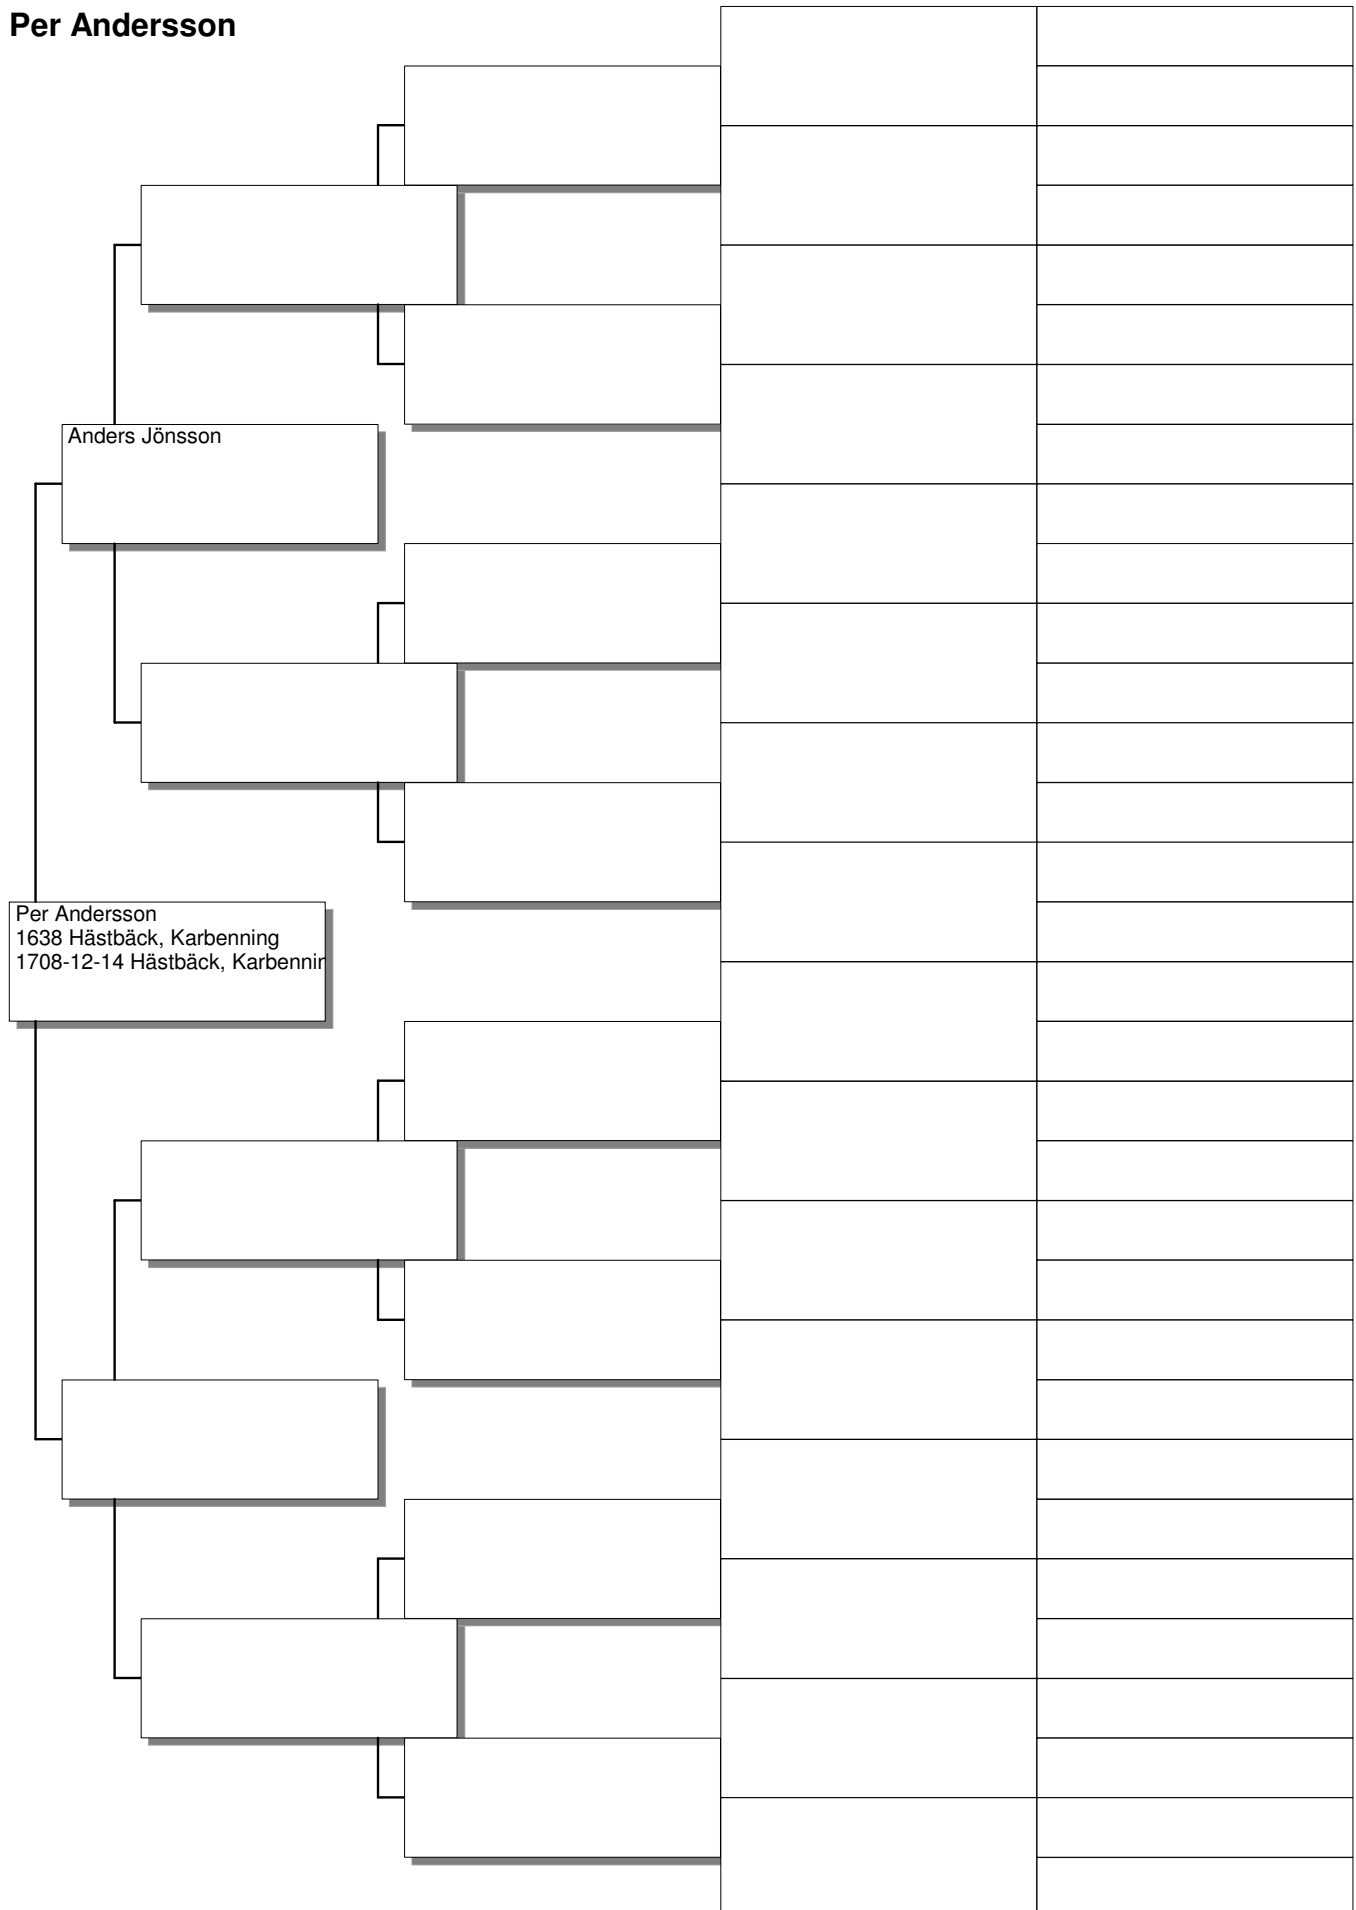 Per Andersson
Anders Jönsson
Per Andersson
1638 Hästbäck, Karbenning
1708-12-14 Hästbäck, Karbennin